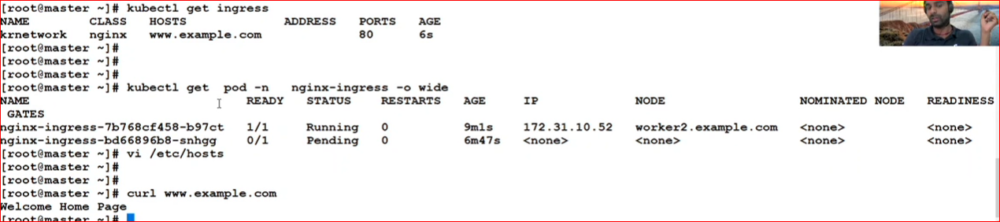 [root@master ~]# kubectl get ingress
NAME CLASS HOSTS ADDRESS PORTS AGE
krnetwork nginx www.example.com 80 6s
[root@master ~]#
[root@master ~]#
[root@master ~]#
[root@master ~]# kubectl get pod -n nginx-ingress -o wide
NAME READY STATUS RESTARTS AGE IP NODE NOMINATED NODE READINESS
GATES
nginx-ingress-7b768cf458-b97ct 1/1 Running 0 9m1s 172.31.10.52 worker2.example.com <none> <none>
nginx-ingress-bd66896b8-snhgg 0/1 Pending 0 6m47s <none> <none> <none> <none>
[root@master ~]# vi /etc/hosts
[root@master ~]#
[root@master ~]#
[root@master ~]# curl www.example.com
Welcome Home Page
[root@master ~]#